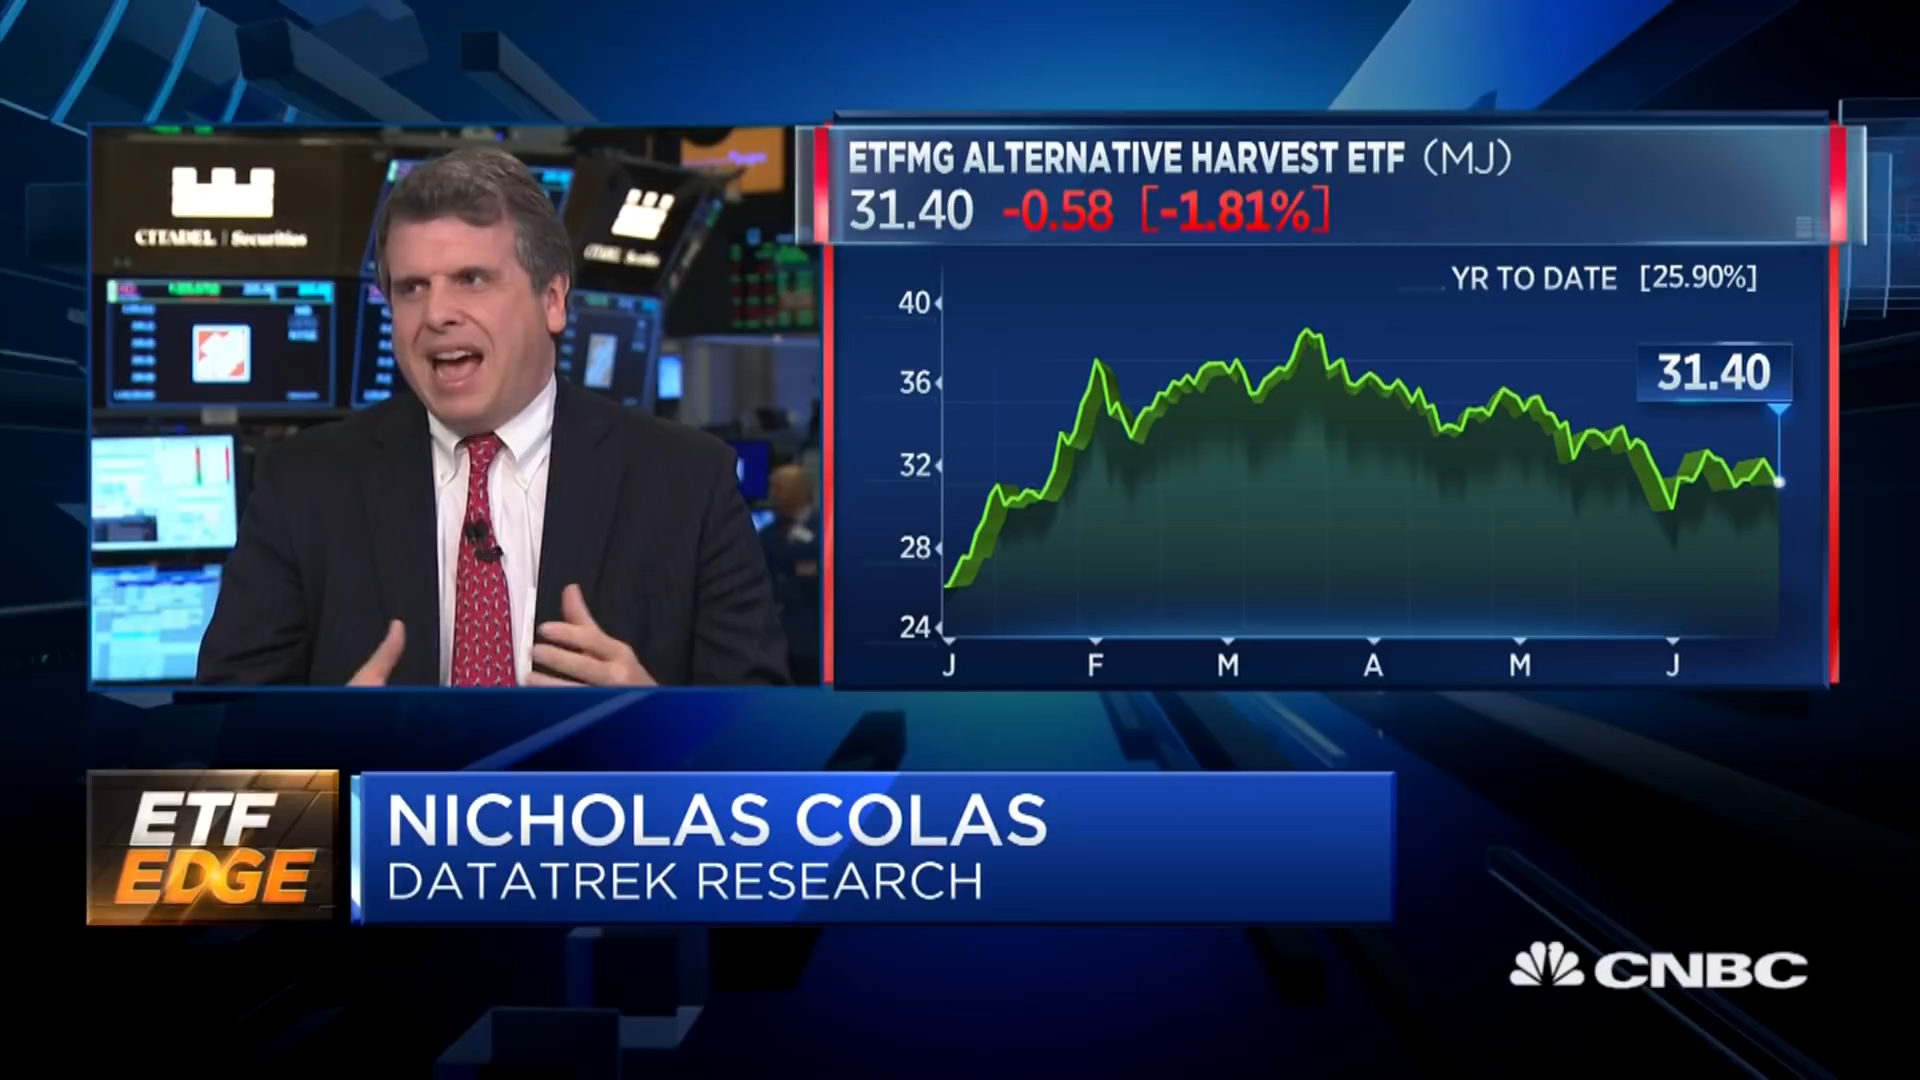 CITADEL | Securities
ETFMG ALTERNATIVE HARVEST ETF (MJ)
31.40 -0.58 [-1.81%]
YR TO DATE [25.90%]
40
36
32
28
24
31.40
J F M A M J
ETF
EDGE
NICHOLAS COLAS
DATATREK RESEARCH
CNBC